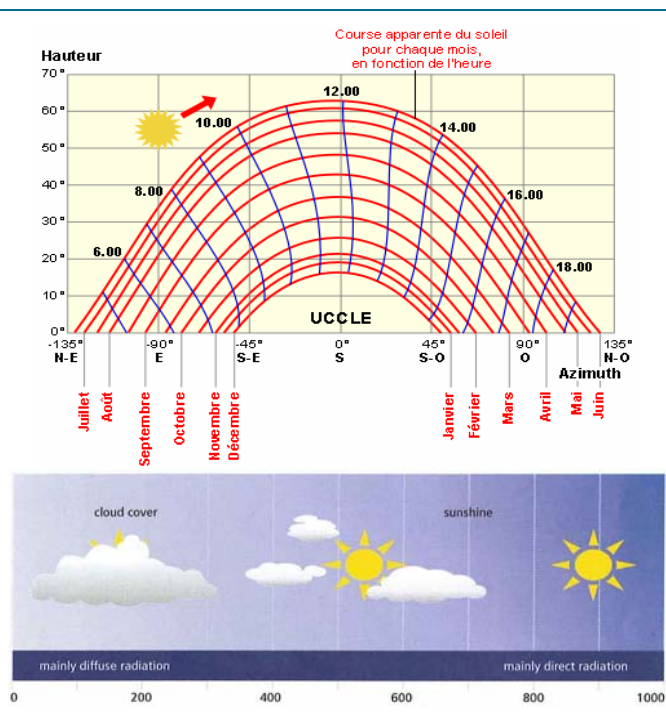 Course apparente du soleil
pour chaque mois,
en fonction de l'heure
Hauteur
70°
60°
50°
40°
30°
20°
10°
0°
12.00
10.00
14.00
8.00
16.00
6.00
18.00
UCCLE
-135° -90° -45° 0° 45° 90° 135°
N-E E S-E S S-O O N-O
Azimuth
Juillet
Août
Septembre
Octobre
Novembre
Décembre
Janvier
Février
Mars
Avril
Mai
Juin
cloud cover
sunshine
mainly diffuse radiation
mainly direct radiation
0 200 400 600 800 1000